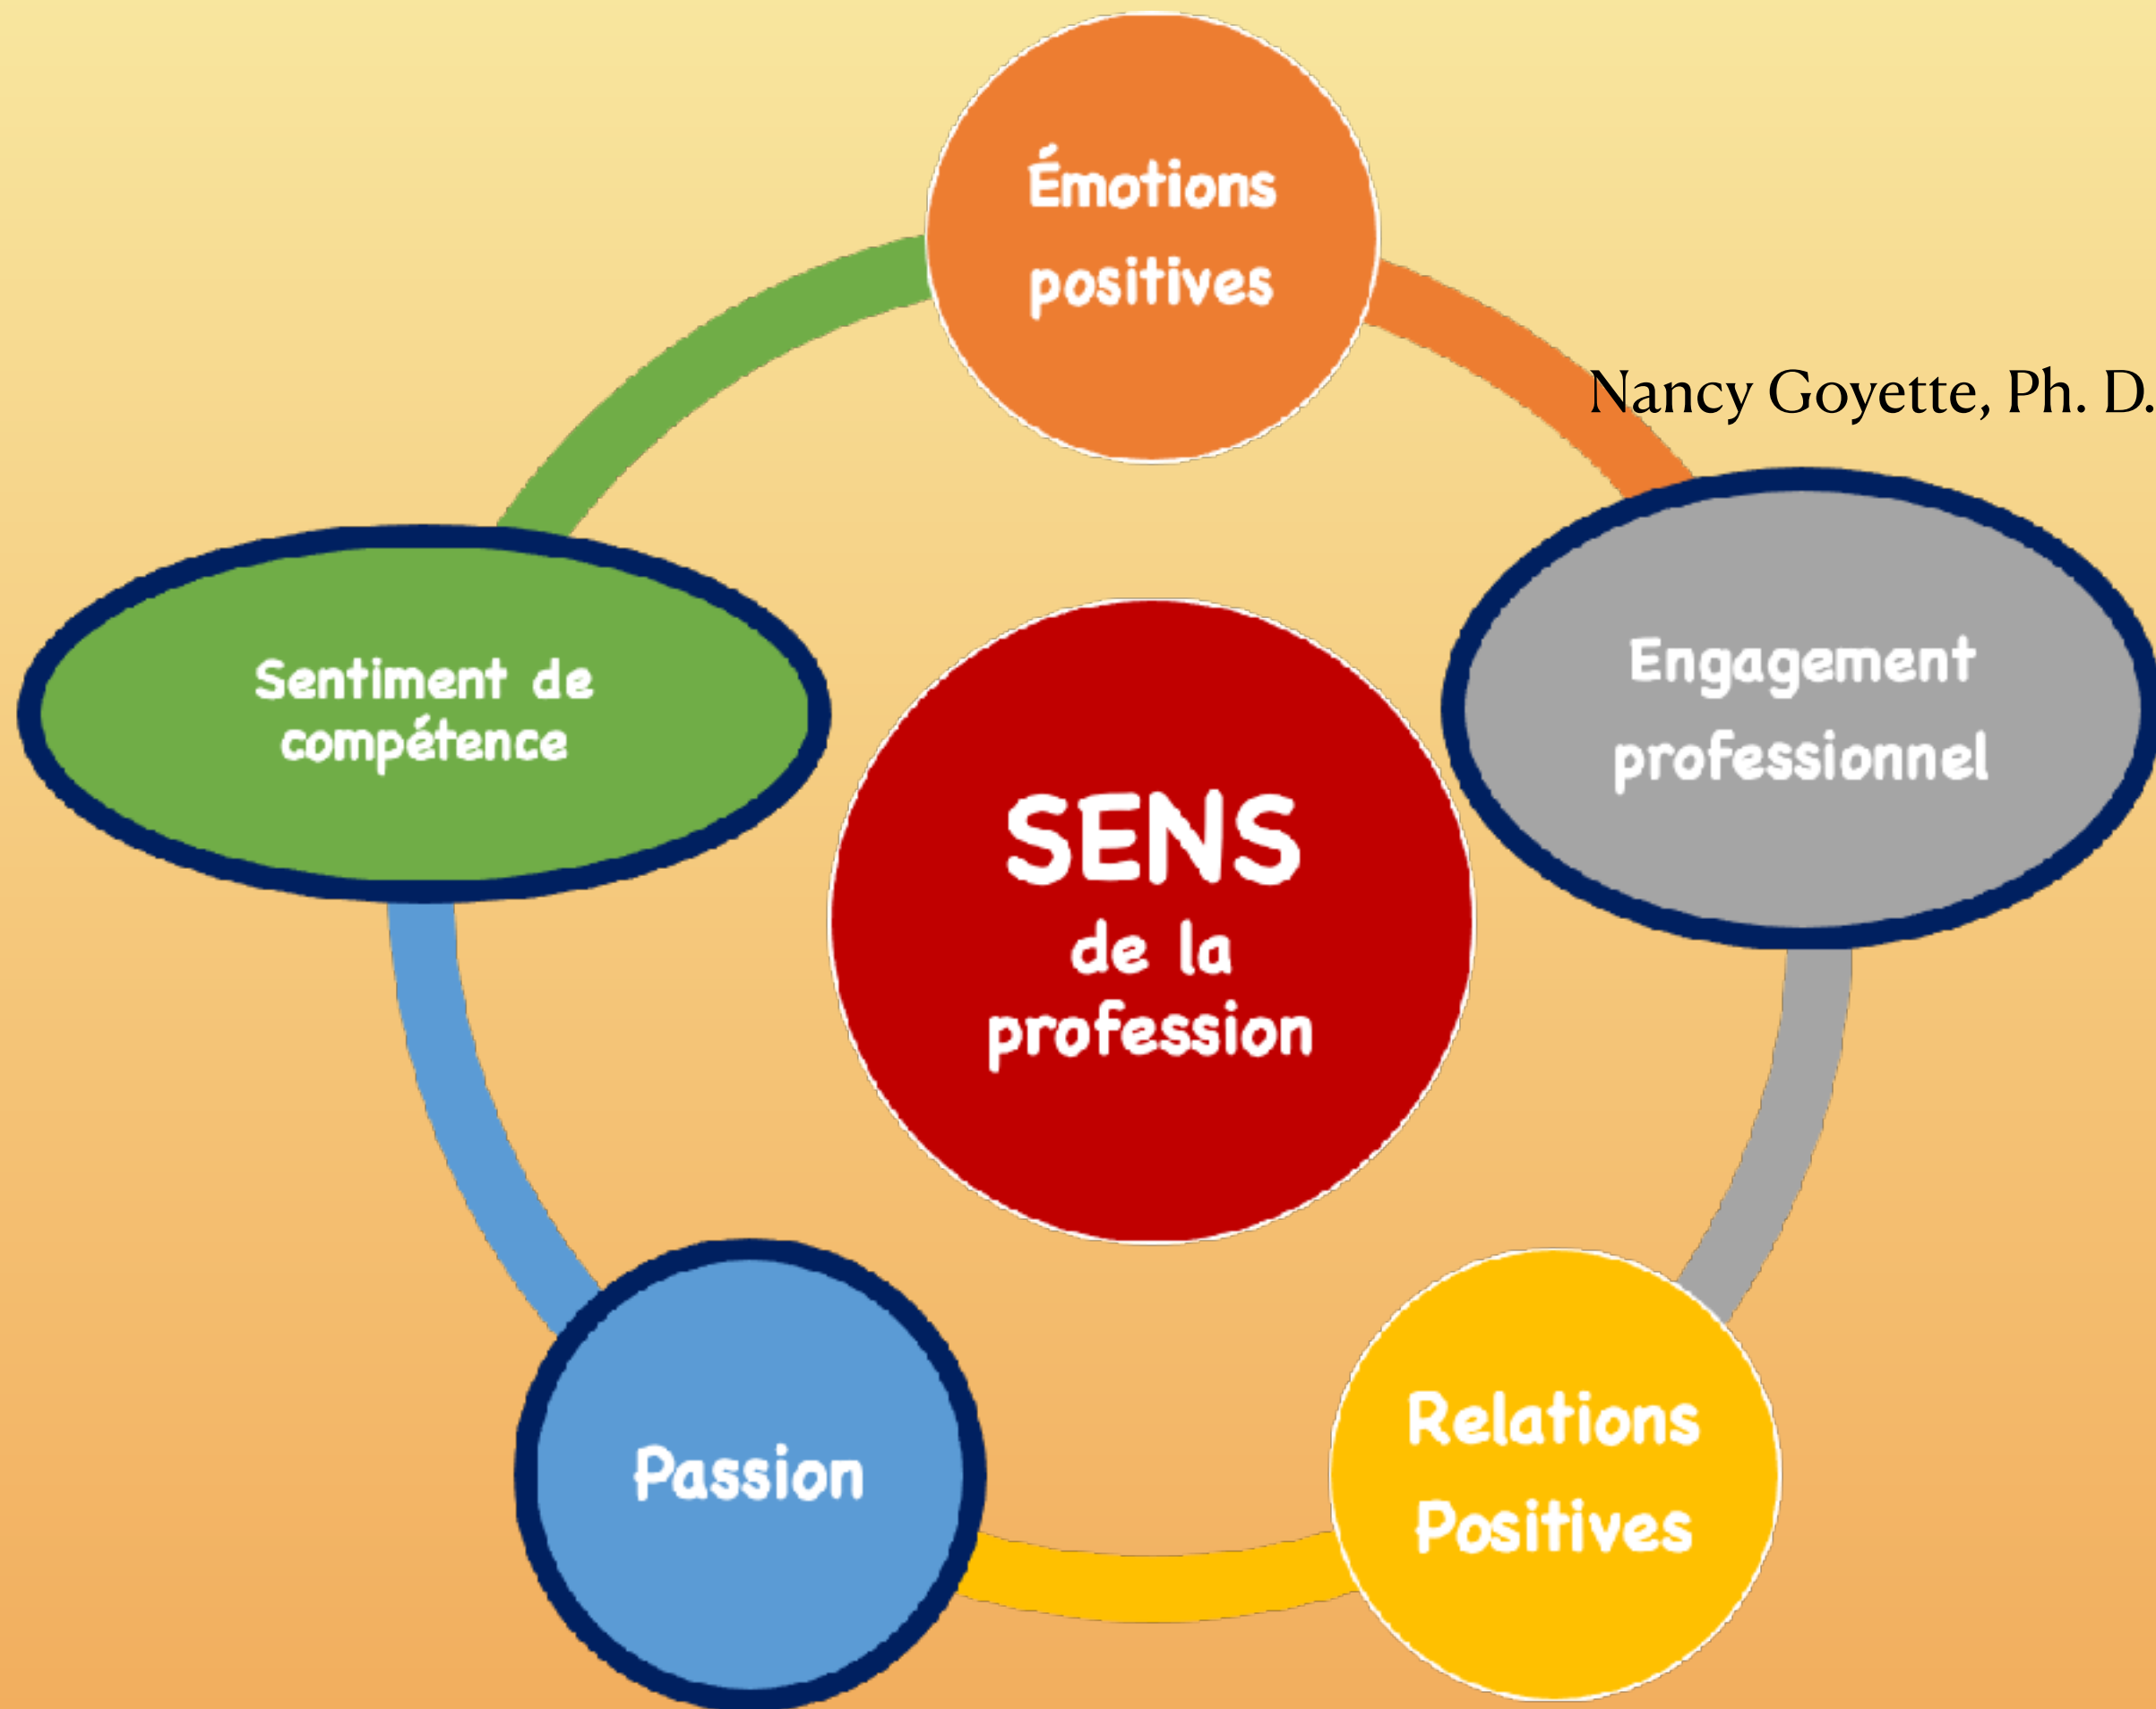 Émotions
positives
Nancy Goyette, Ph. D.
Sentiment de
compétence
Engagement
professionnel
SENS
de la
profession
Passion
Relations
Positives